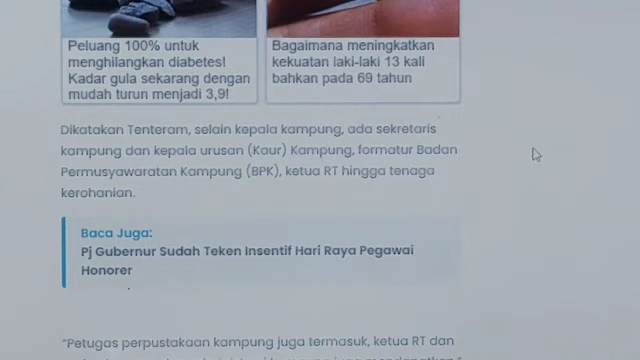 Peluang 100% untuk
menghilangkan diabetes!
Kadar gula sekarang dengan
mudah turun menjadi 3,9!
Bagaimana meningkatkan
kekuatan laki-laki 13 kali
bahkan pada 69 tahun
Dikatakan Tenteram, selain kepala kampung, ada sekretaris
kampung dan kepala urusan (Kaur) Kampung, formatur Badan
Permusyawaratan Kampung (BPK), ketua RT hingga tenaga
kerohanian.
Baca Juga:
Pj Gubernur Sudah Teken Insentif Hari Raya Pegawai
Honorer
"Petugas perpustakaan kampung juga termasuk, ketua RT dan